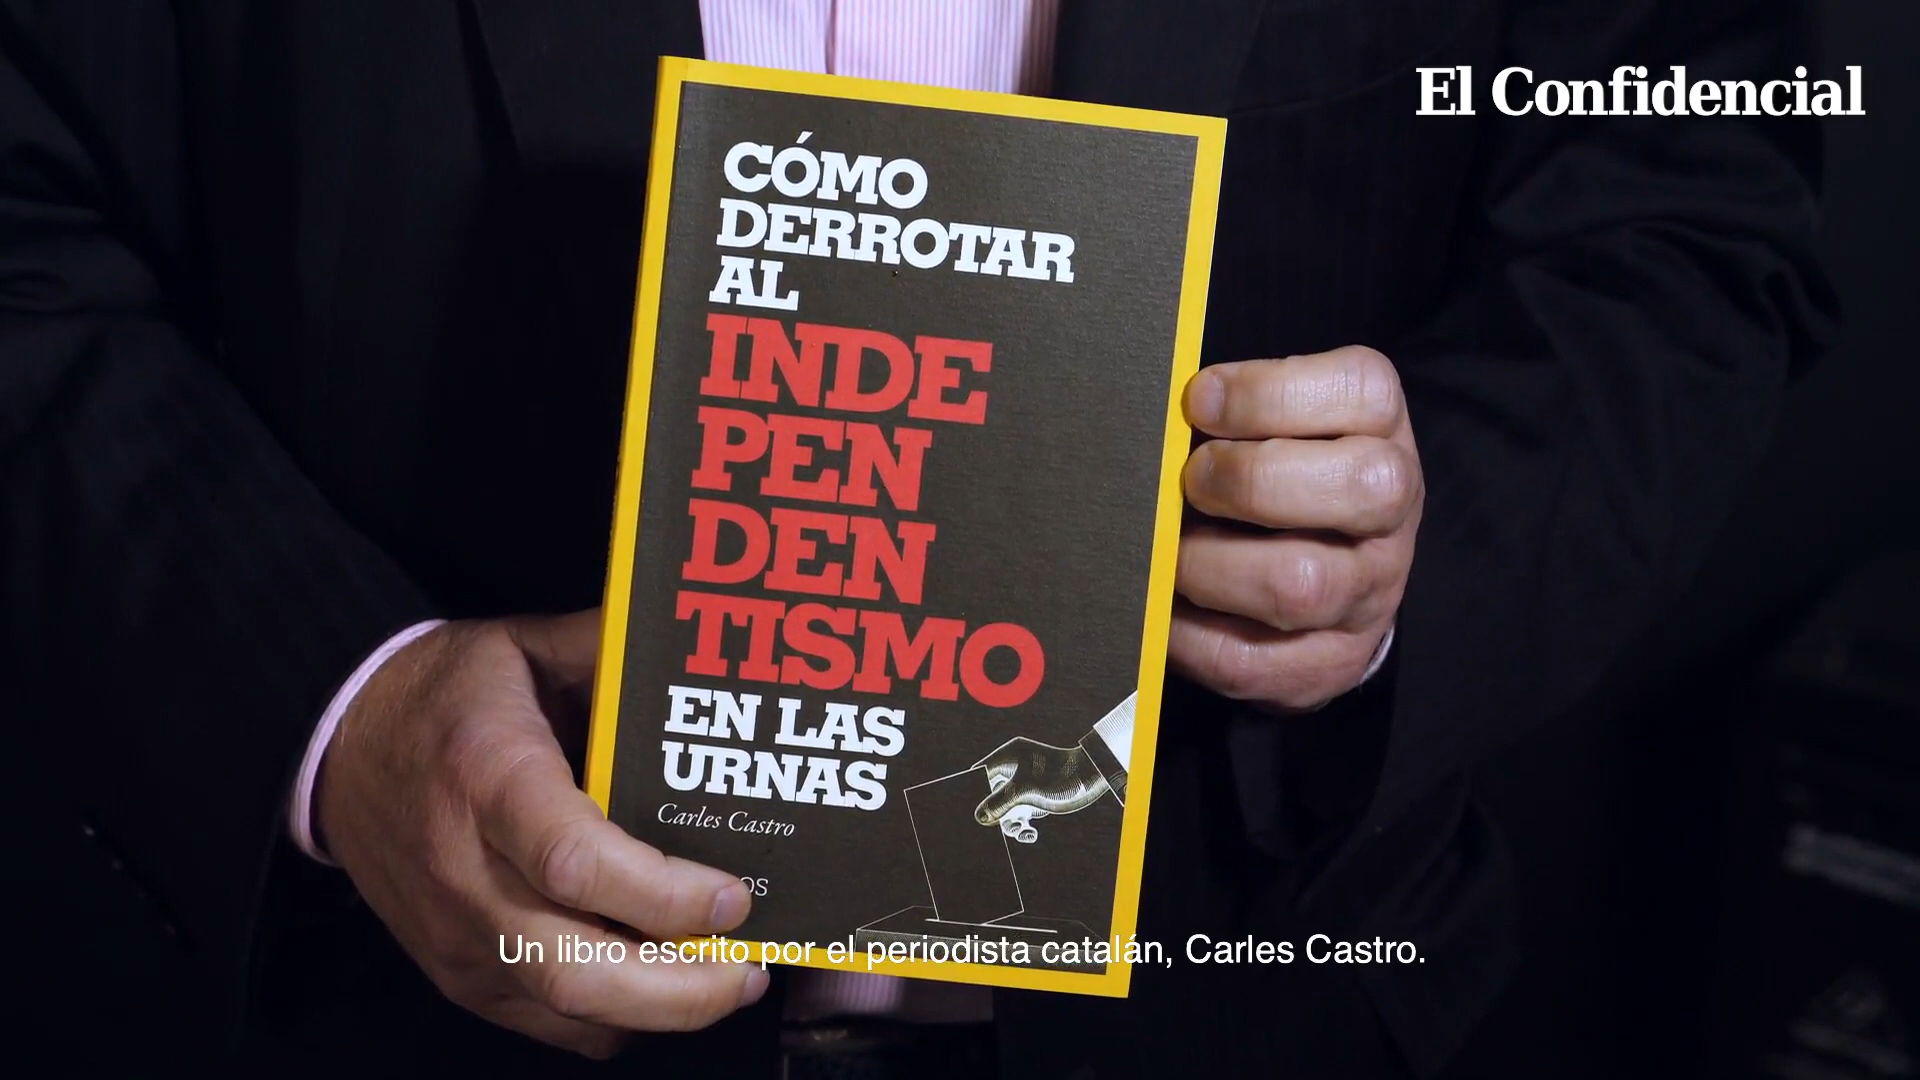 El Confidencial
CÓMO
DERROTAR
AL
INDE
PEN
DEN
TISMO
EN LAS
URNAS
Carles Castro
Un libro escrito por el periodista catalán, Carles Castro.